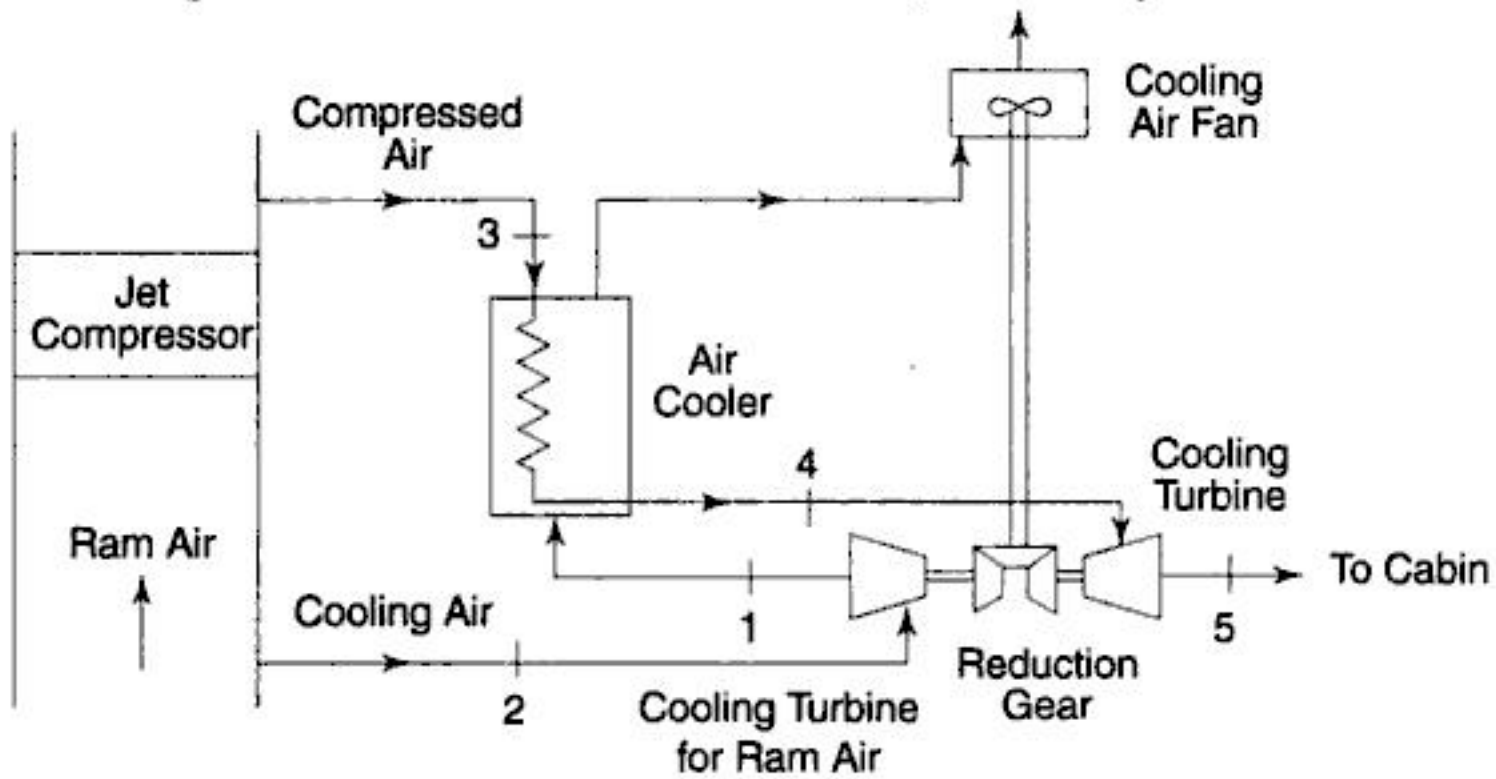 Compressed
Air
Cooling
Air Fan
3
Jet
Compressor
Air
Cooler
4
Cooling
Turbine
Ram Air
To Cabin
Cooling Air
1
5
2
Reduction
Gear
Cooling Turbine
for Ram Air